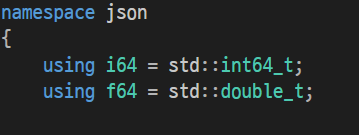 namespace json
{
    using i64 = std::int64_t;
    using f64 = std::double_t;